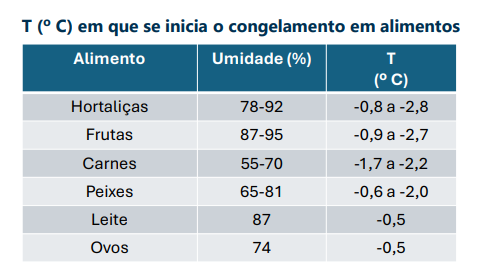 T (º C) em que se inicia o congelamento em alimentos
Alimento Umidade (%) T (º C)
Hortaliças 78-92 -0,8 a -2,8
Frutas 87-95 -0,9 a -2,7
Carnes 55-70 -1,7 a -2,2
Peixes 65-81 -0,6 a -2,0
Leite 87 -0,5
Ovos 74 -0,5